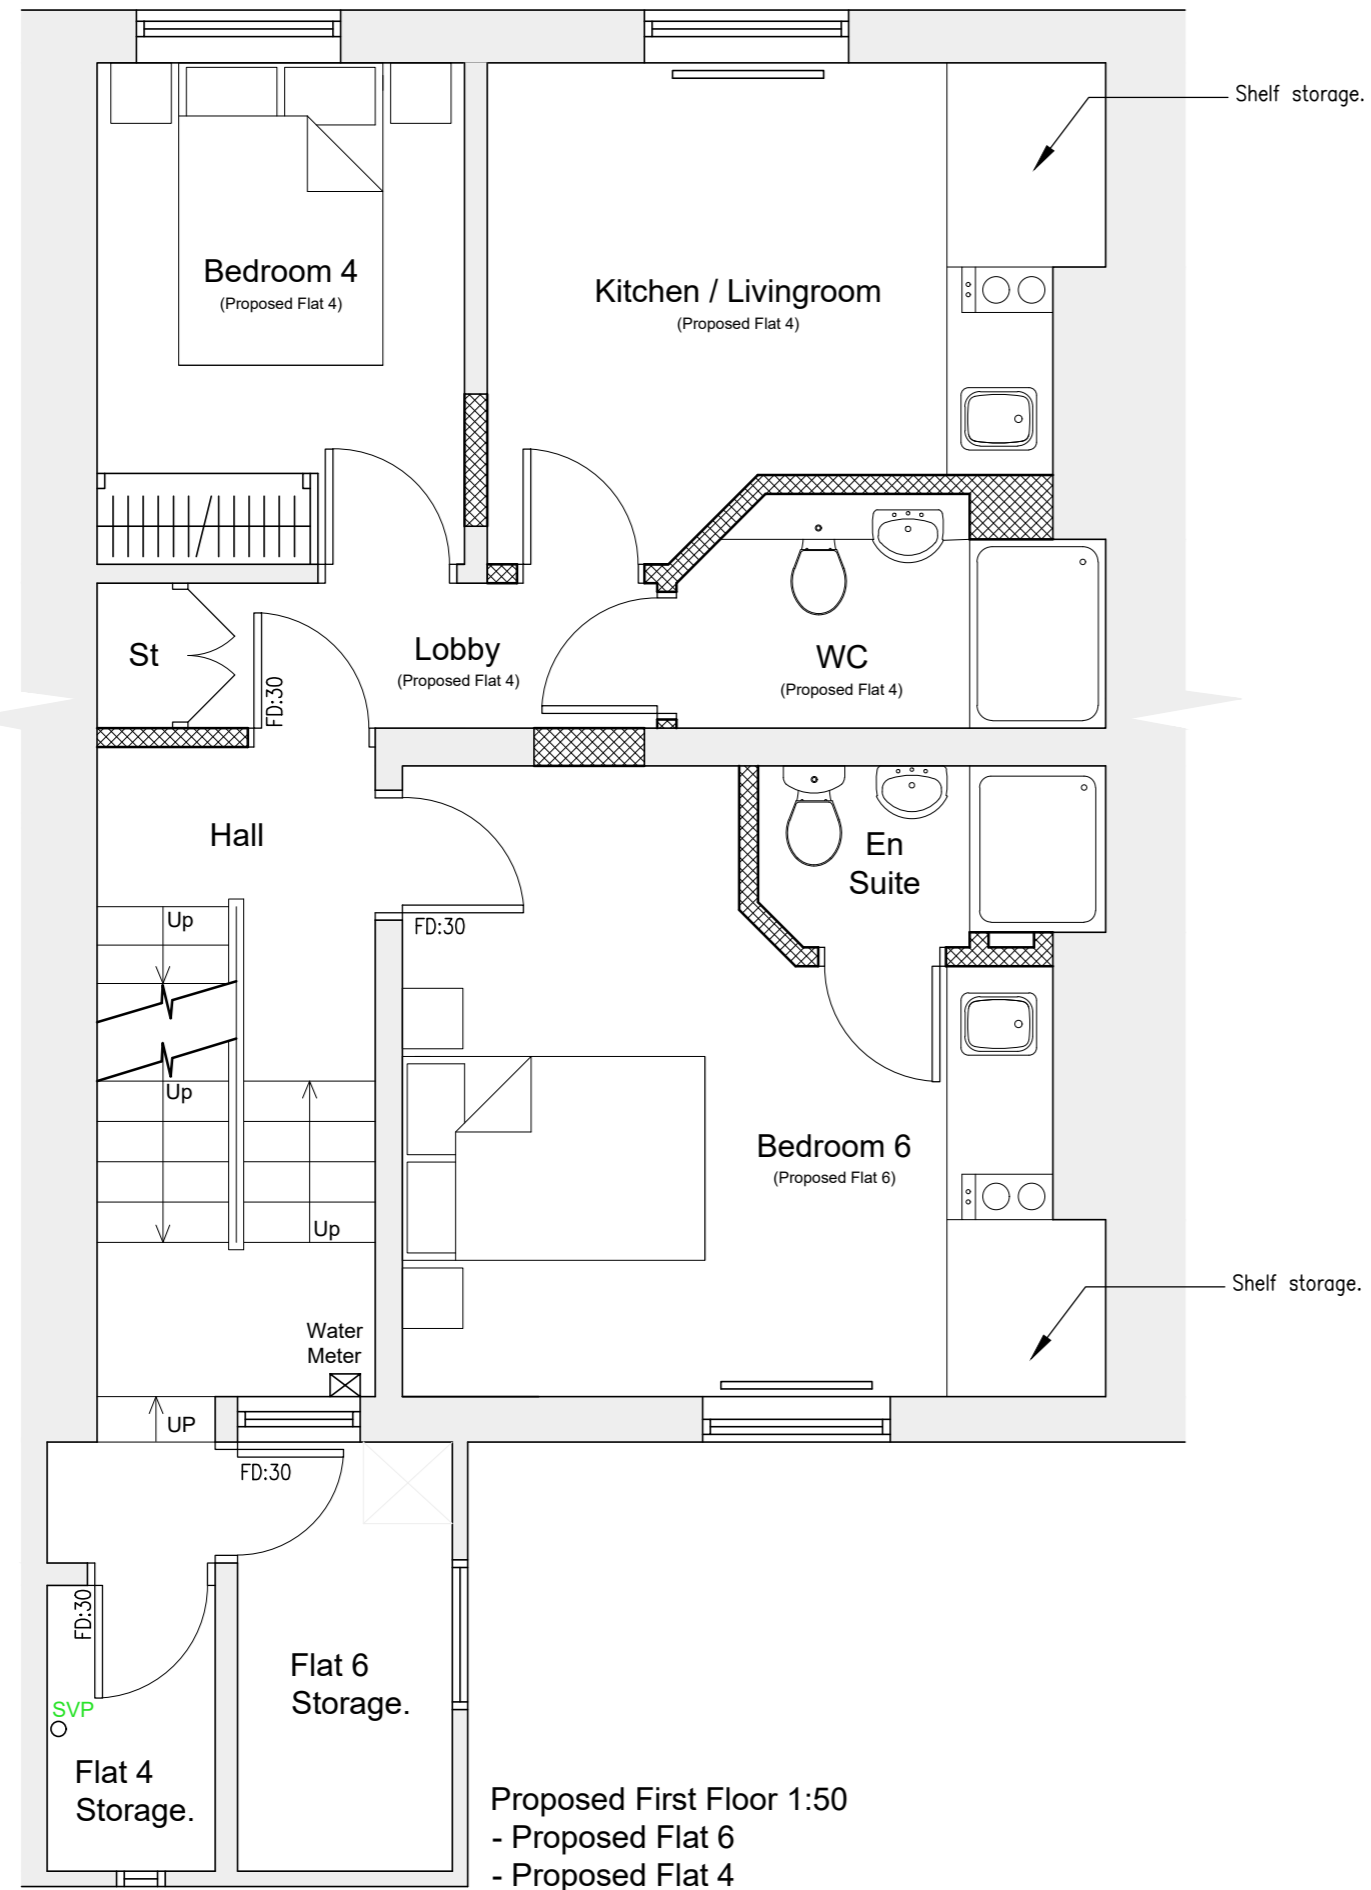 Shelf storage.
Bedroom 4
(Proposed Flat 4)
Kitchen / Livingroom
(Proposed Flat 4)
St
FD:30
Lobby
(Proposed Flat 4)
WC
(Proposed Flat 4)
Hall
En
Suite
FD:30
Up
Up
Up
Bedroom 6
(Proposed Flat 6)
Shelf storage.
Water
Meter
UP
FD:30
FD:30
Flat 6
Storage.
SVP
Flat 4
Storage.
Proposed First Floor 1:50
- Proposed Flat 6
- Proposed Flat 4